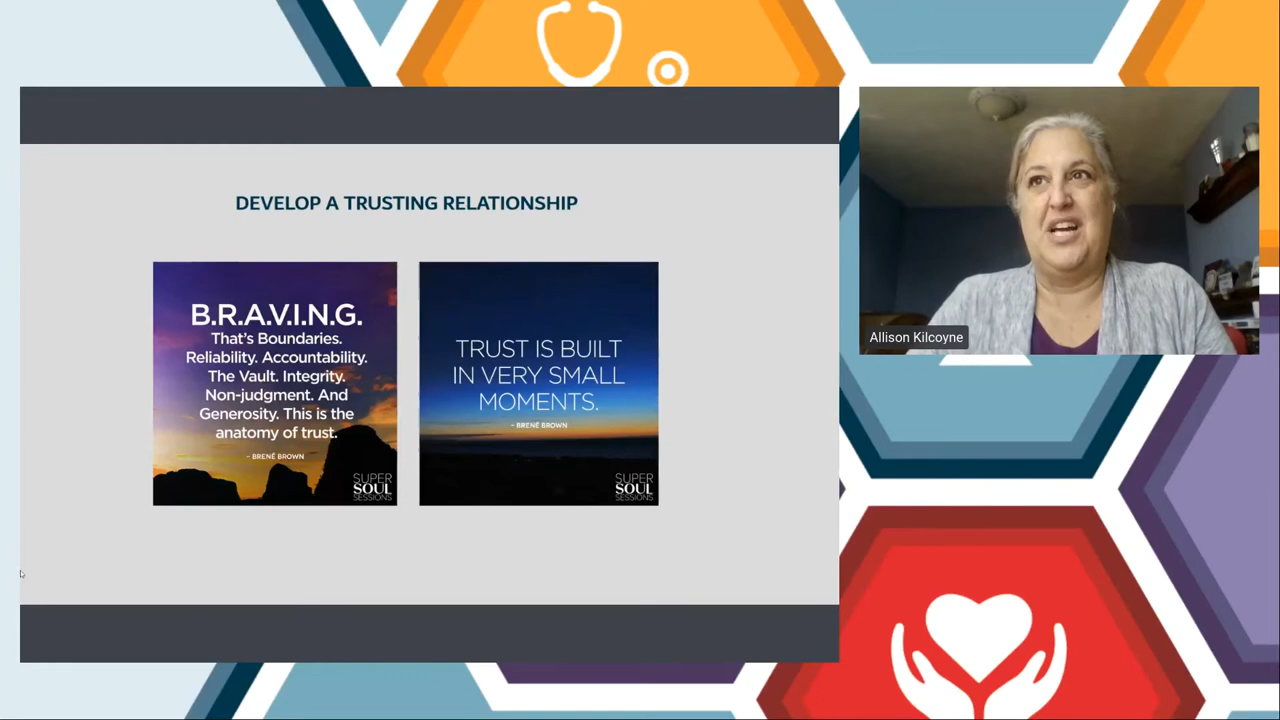 DEVELOP A TRUSTING RELATIONSHIP
B.R.A.V.I.N.G.
That's Boundaries.
Reliability. Accountability.
The Vault. Integrity.
Non-judgment. And
Generosity. This is the
anatomy of trust.
– BRENÉ BROWN
SUPER
SOUL
SESSIONS
TRUST IS BUILT
IN VERY SMALL
MOMENTS.
– BRENÉ BROWN
SUPER
SOUL
SESSIONS
Allison Kilcoyne